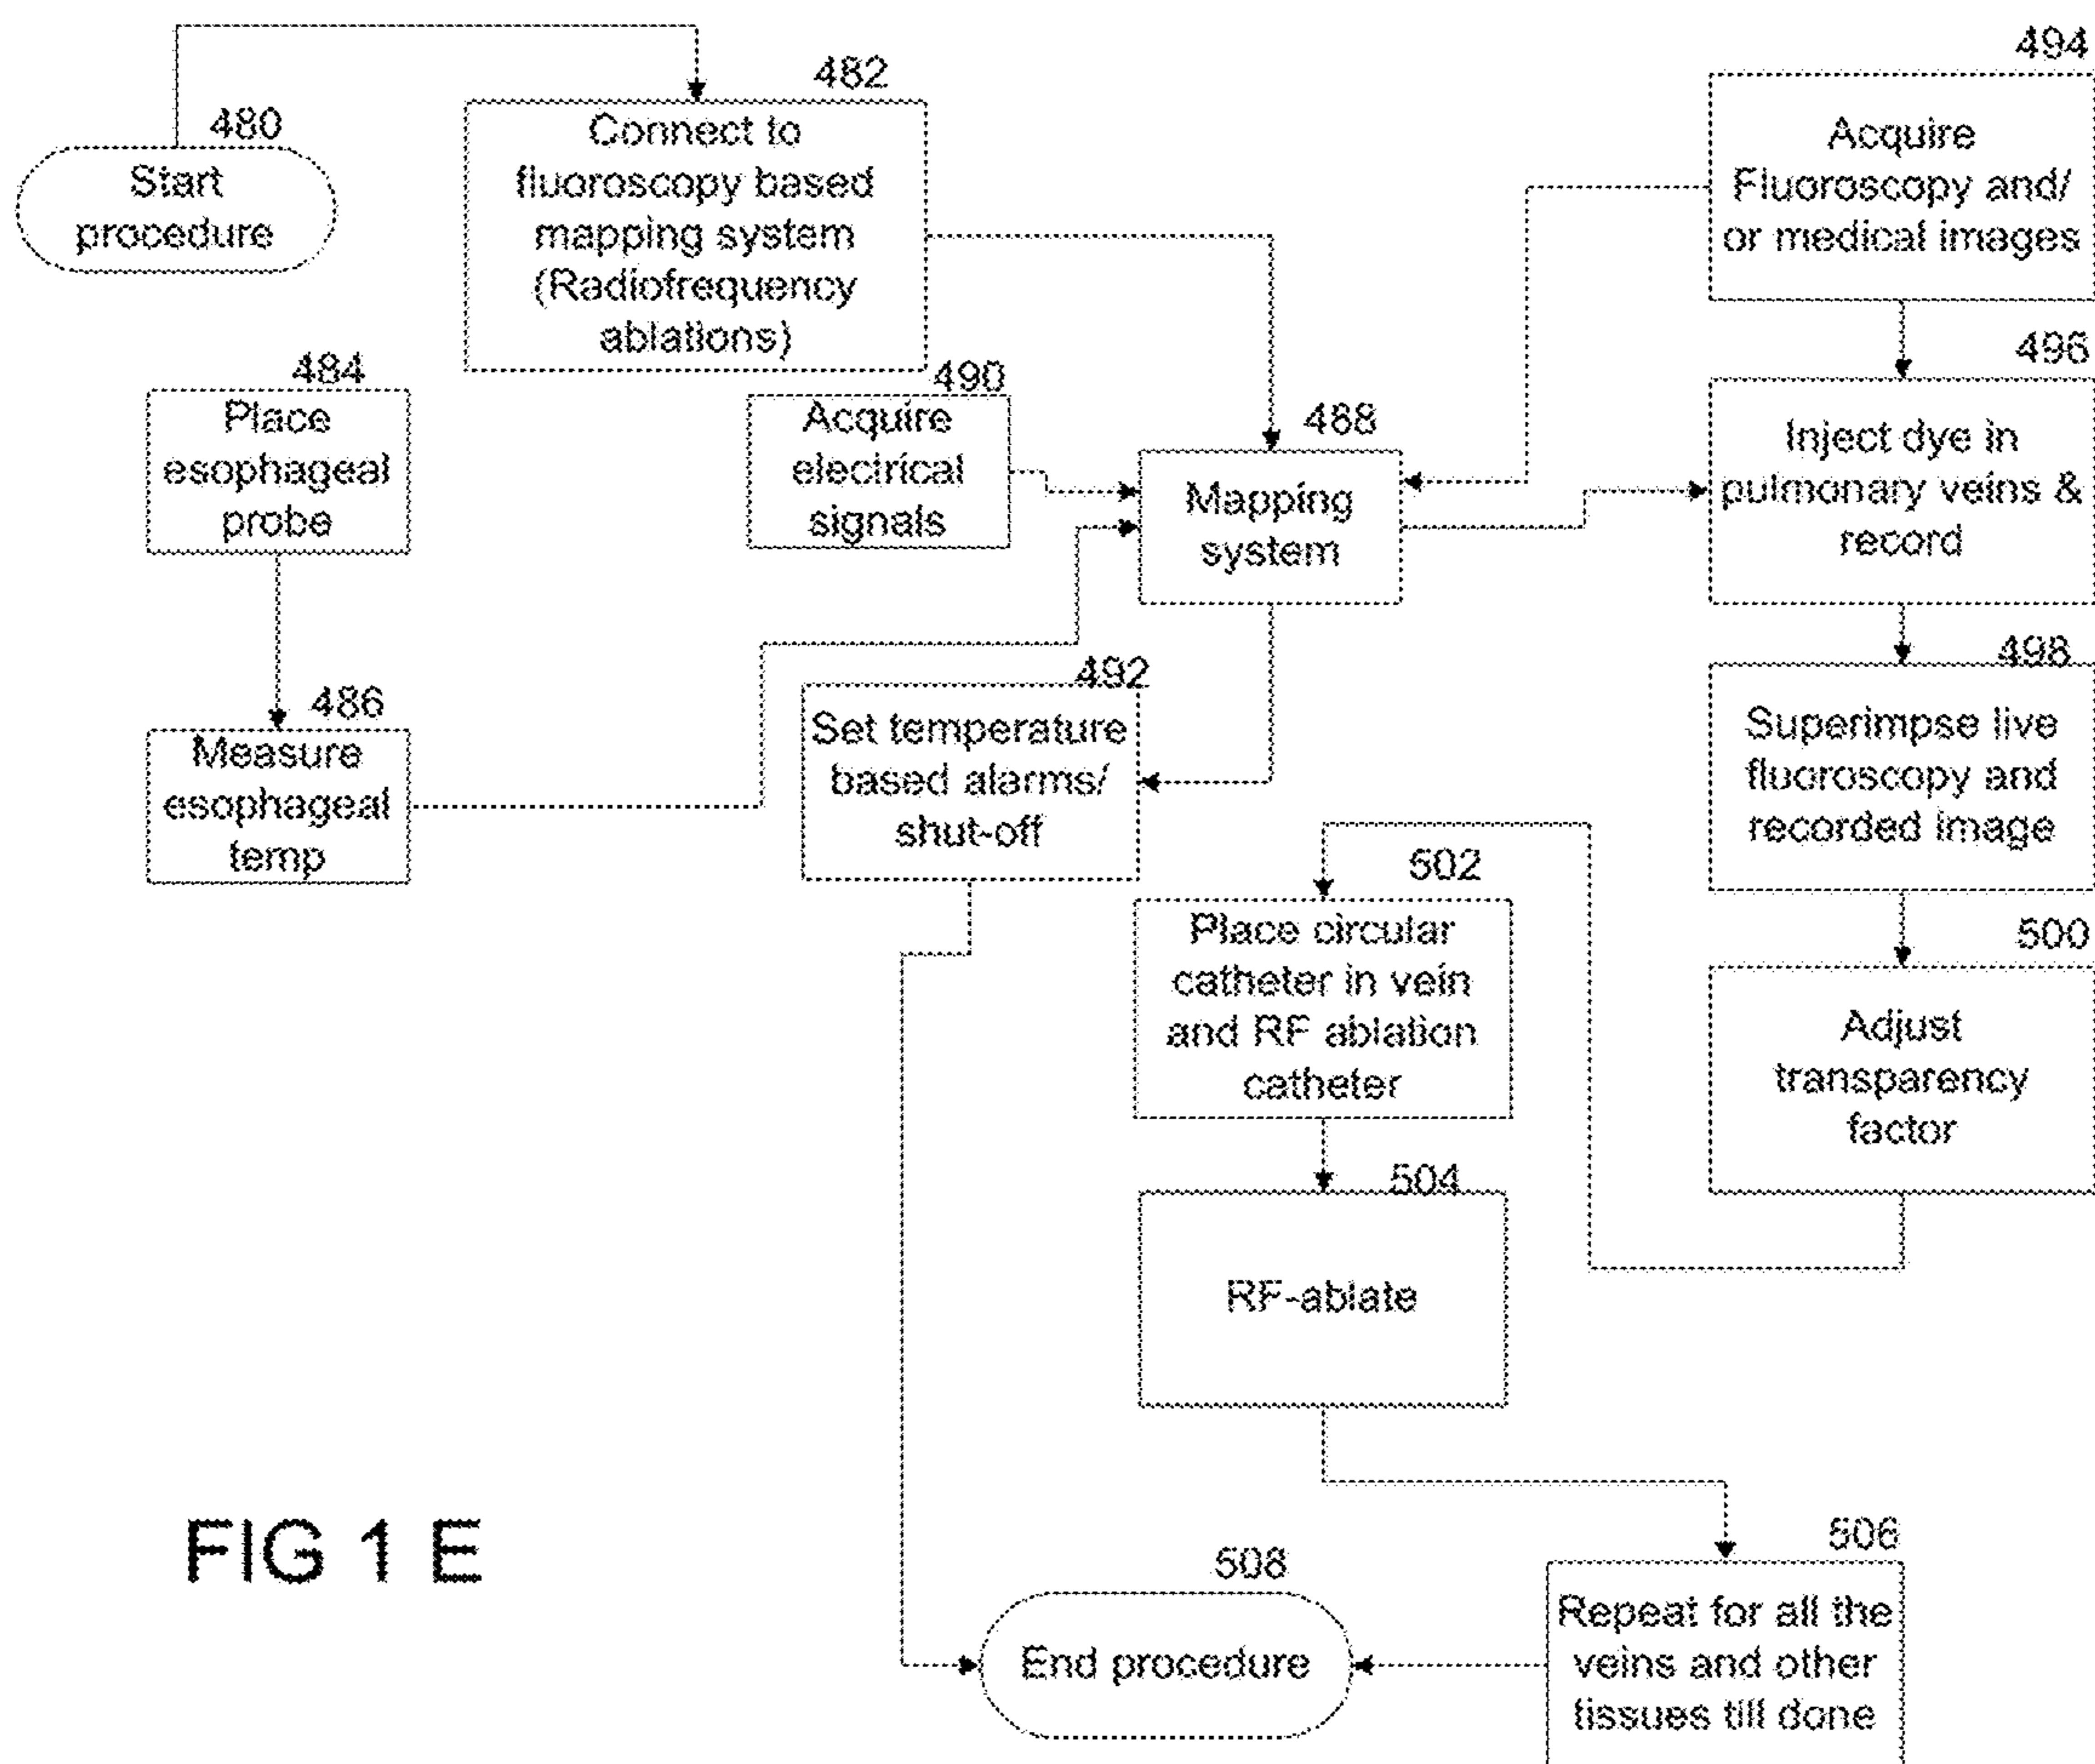 480
Start
procedure
482
Connect to
fluoroscopy based
mapping system
(Radiofrequency
ablations)
484
Place
esophageal
probe
486
Measure
esophageal
temp
490
Acquire
electrical
signals
488
Mapping
system
492
Set temperature
based alarms/
shut-off
494
Acquire
Fluoroscopy and/
or medical images
496
Inject dye in
pulmonary veins &
record
498
Superimpse live
fluoroscopy and
recorded image
500
Adjust
transparency
factor
502
Place circular
catheter in vein
and RF ablation
catheter
504
RF-ablate
506
Repeat for all the
veins and other
tissues till done
508
End procedure
FIG 1 E